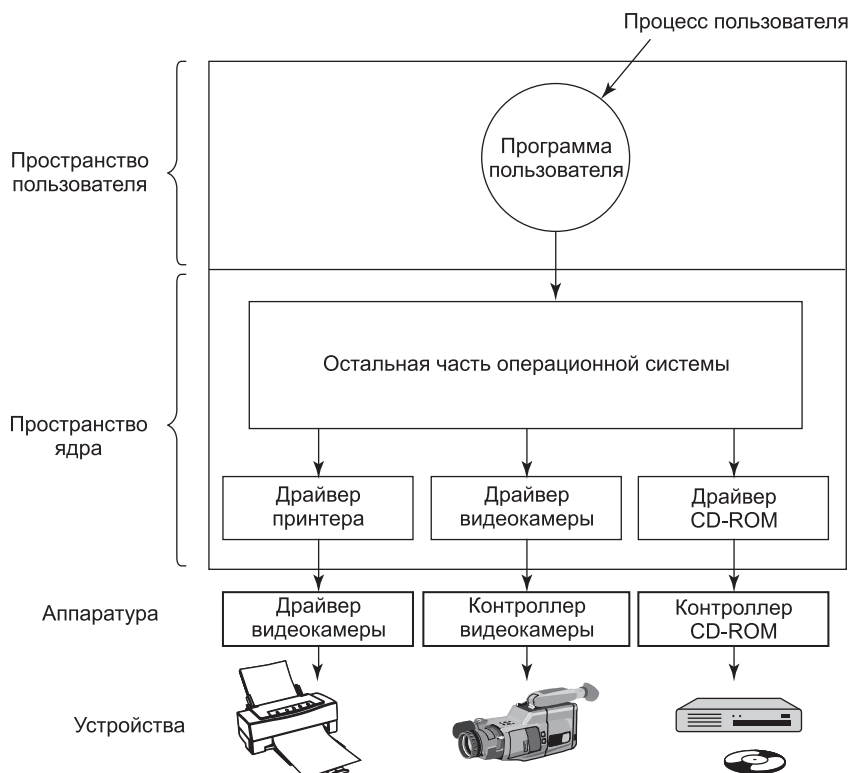 Процесс пользователя
Программа
пользователя
Пространство
пользователя
Остальная часть операционной системы
Пространство
ядра
Драйвер
принтера
Драйвер
видеокамеры
Драйвер
CD-ROM
Аппаратура
Драйвер
видеокамеры
Контроллер
видеокамеры
Контроллер
CD-ROM
Устройства